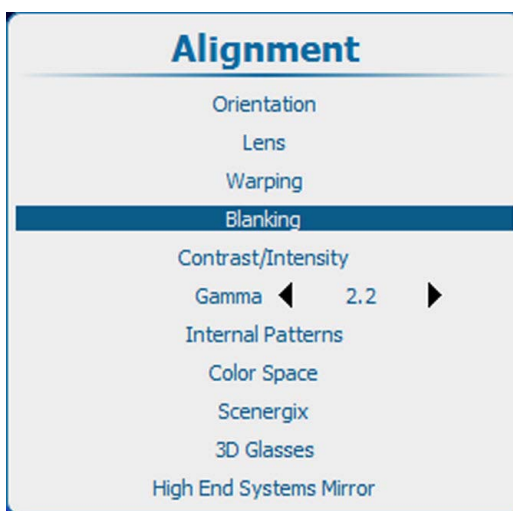 Alignment
Orientation
Lens
Warping
Blanking
Contrast/Intensity
Gamma 2.2
Internal Patterns
Color Space
Scenergix
3D Glasses
High End Systems Mirror